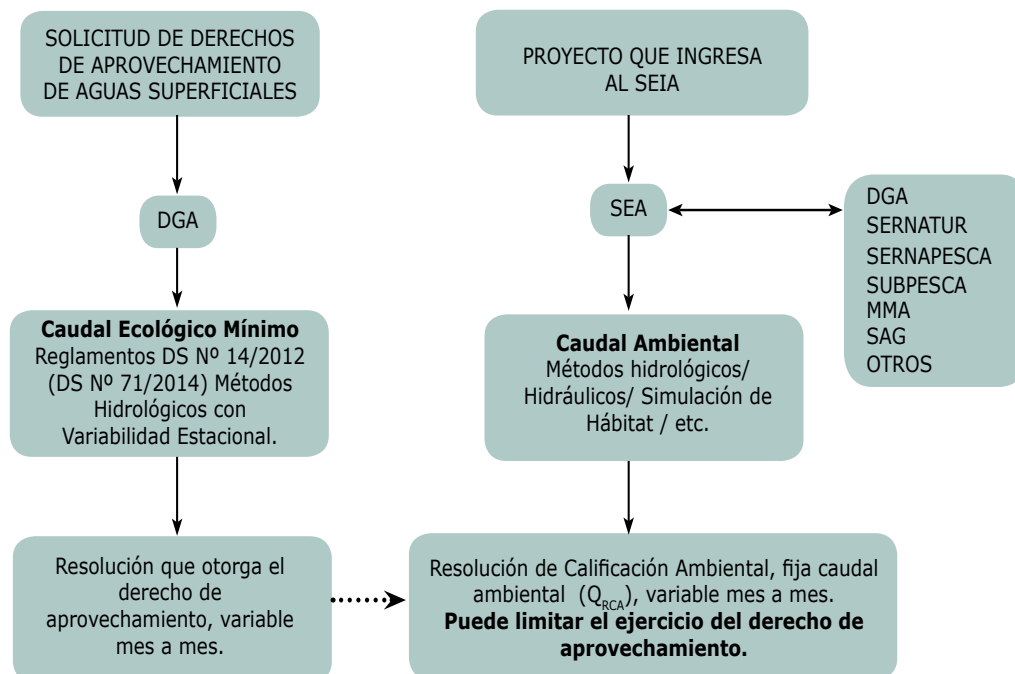 SOLICITUD DE DERECHOS
DE APROVECHAMIENTO
DE AGUAS SUPERFICIALES
DGA
Caudal Ecológico Mínimo
Reglamentos DS Nº 14/2012
(DS Nº 71/2014) Métodos
Hidrológicos con
Variabilidad Estacional.
Resolución que otorga el
derecho de
aprovechamiento, variable
mes a mes.
PROYECTO QUE INGRESA
AL SEIA
SEA
DGA
SERNATUR
SERNAPESCA
SUBPESCA
MMA
SAG
OTROS
Caudal Ambiental
Métodos hidrológicos/
Hidráulicos/ Simulación de
Hábitat / etc.
Resolución de Calificación Ambiental, fija caudal
ambiental (QRCA), variable mes a mes.
Puede limitar el ejercicio del derecho de
aprovechamiento.